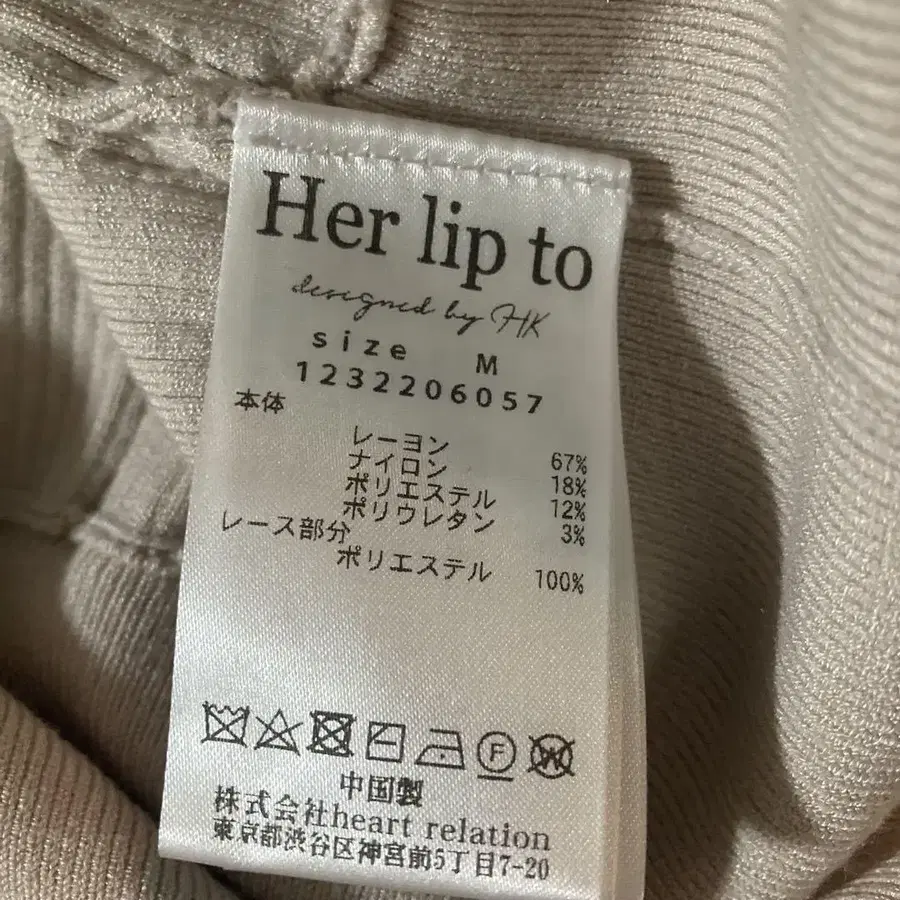 Her lip to
designed by HK
size M
1232206057
本体
レーヨン 67%
ナイロン 18%
ポリエステル 12%
ポリウレタン 3%
レース部分
ポリエステル 100%
F W
中国製
株式会社heart relation
東京都渋谷区神宮前5丁目7-20